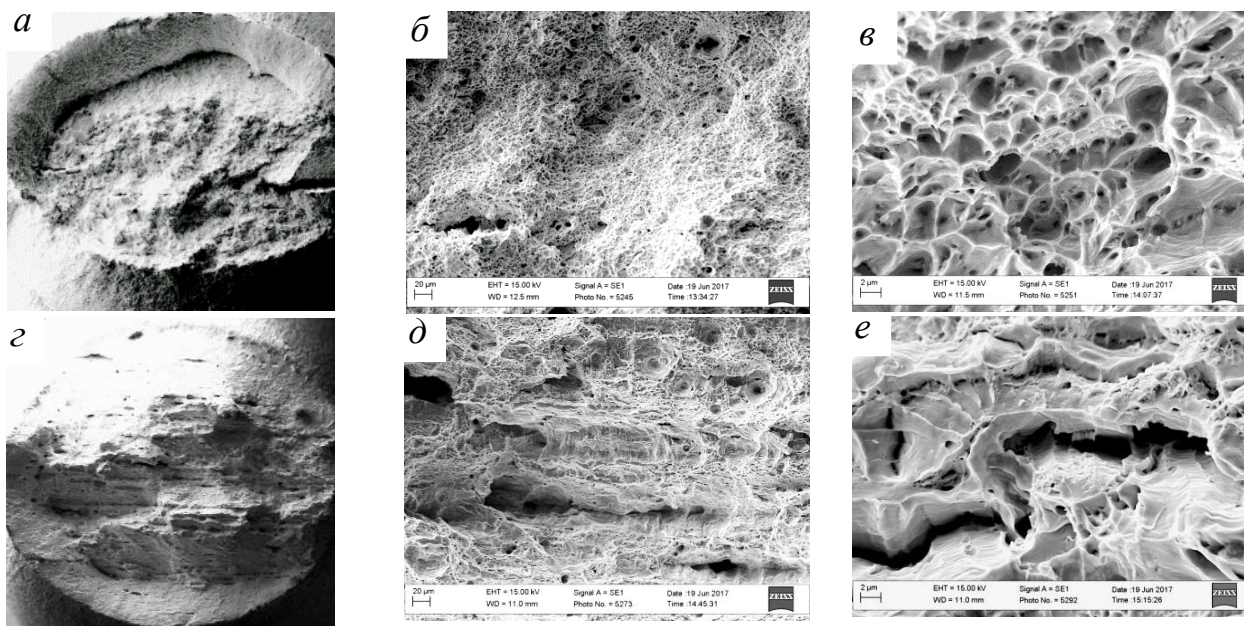 а
б
в
20 µm
EHT = 15.00 kV
WD = 12.5 mm
Signal A = SE1
Photo No. = 5245
Date :19 Jun 2017
Time :13:34:27
ZEISS
2 µm
EHT = 15.00 kV
WD = 11.5 mm
Signal A = SE1
Photo No. = 5251
Date :19 Jun 2017
Time :14:07:37
ZEISS
г
д
е
20 µm
EHT = 15.00 kV
WD = 11.0 mm
Signal A = SE1
Photo No. = 5273
Date :19 Jun 2017
Time :14:45:31
ZEISS
2 µm
EHT = 15.00 kV
WD = 11.0 mm
Signal A = SE1
Photo No. = 5292
Date :19 Jun 2017
Time :15:15:26
ZEISS